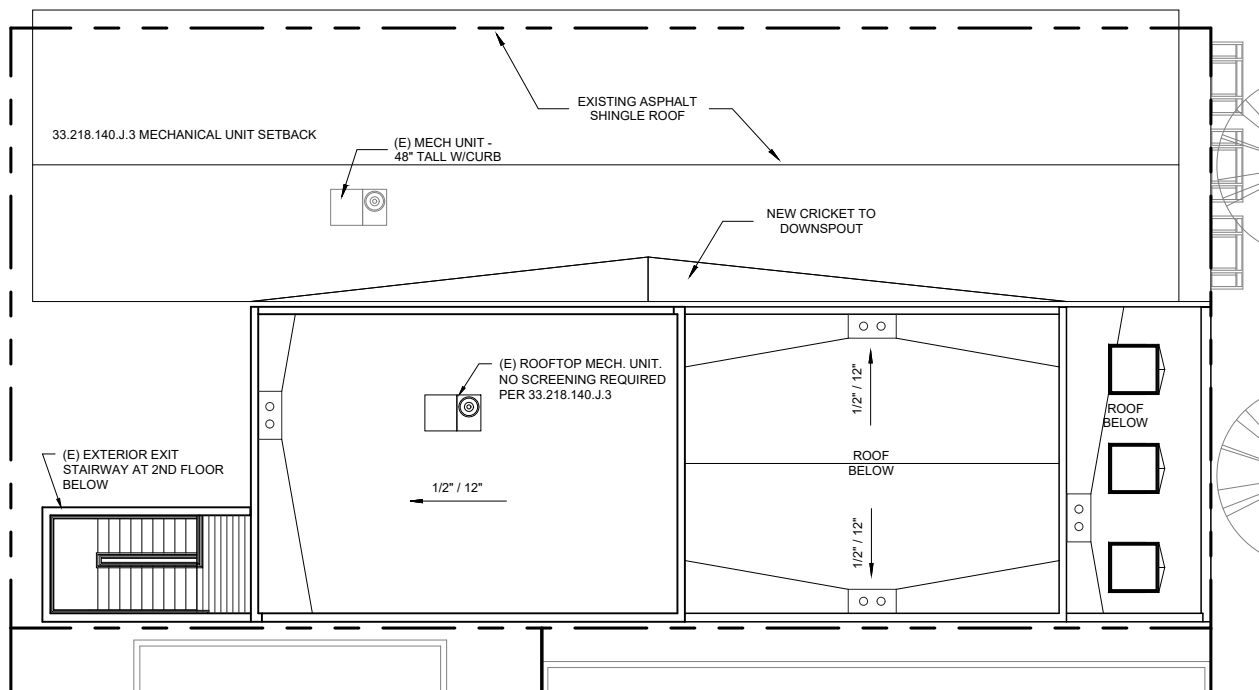 EXISTING ASPHALT
SHINGLE ROOF
33.218.140.J.3 MECHANICAL UNIT SETBACK
(E) MECH UNIT -
48" TALL W/CURB
NEW CRICKET TO
DOWNSPOUT
(E) ROOFTOP MECH. UNIT.
NO SCREENING REQUIRED
PER 33.218.140.J.3
1/2" / 12"
ROOF
BELOW
(E) EXTERIOR EXIT
STAIRWAY AT 2ND FLOOR
BELOW
ROOF
BELOW
1/2" / 12"
1/2" / 12"